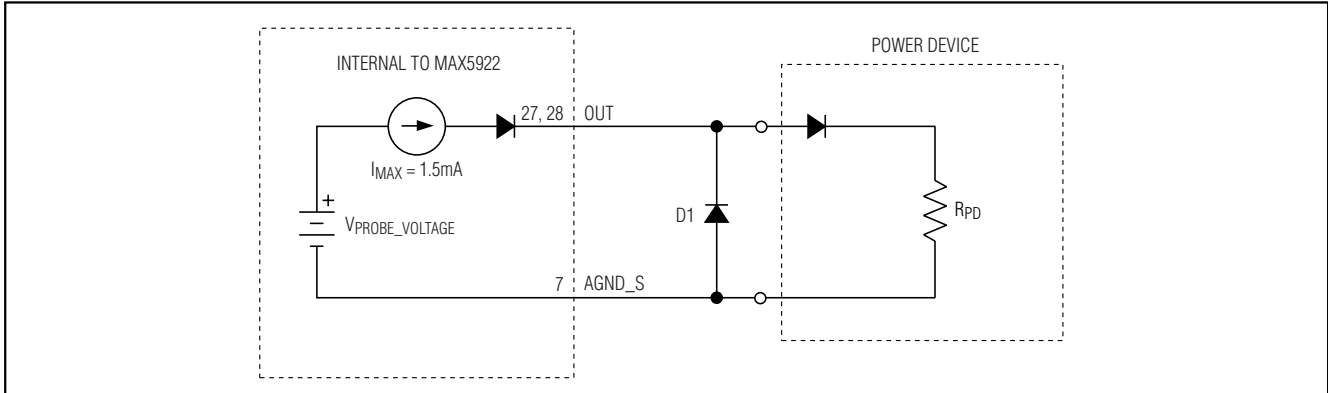 POWER DEVICE
INTERNAL TO MAX5922
27, 28 OUT
IMAX = 1.5mA
+
VPROBE_VOLTAGE
D1
RPD
7 AGND_S